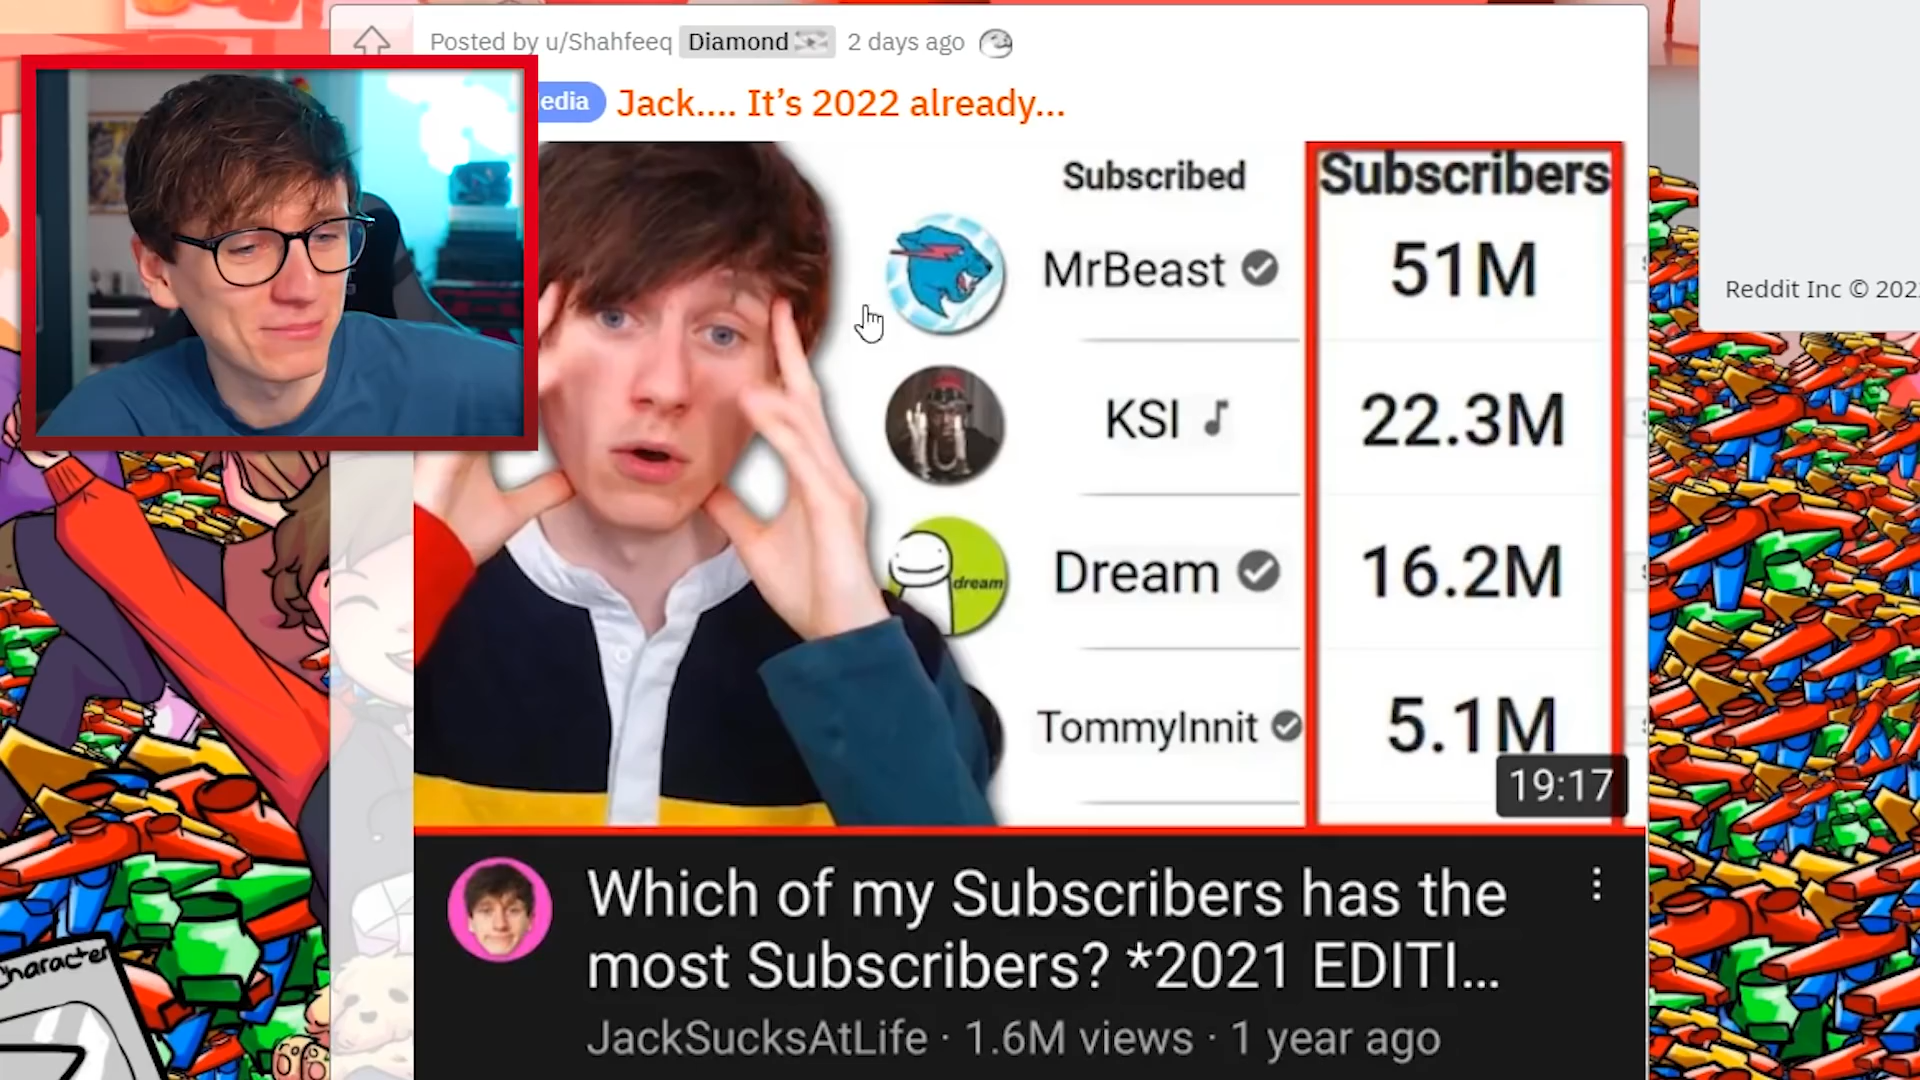 Posted by u/Shahfeeq Diamond 2 days ago
edia Jack.... It's 2022 already...
Subscribed Subscribers
MrBeast 51M
KSI 22.3M
dream Dream 16.2M
TommyInnit 5.1M
19:17
Which of my Subscribers has the
most Subscribers? *2021 EDITI...
JackSucksAtLife · 1.6M views · 1 year ago
Reddit Inc © 202
haracter